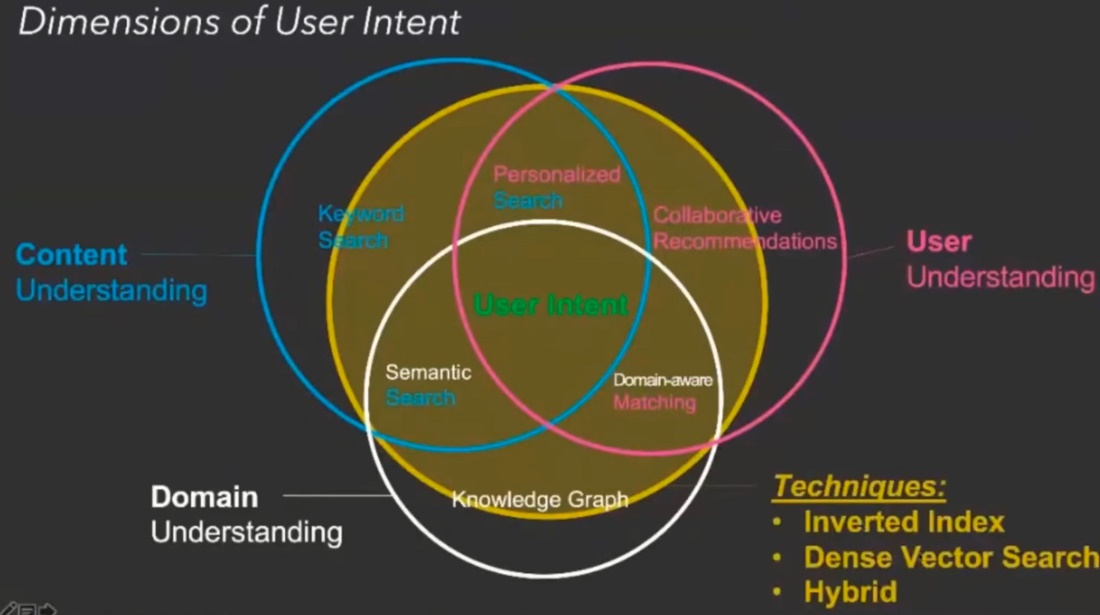 Dimensions of User Intent
Personalized
Search
Keyword
Search
Collaborative
Recommendations
Content
Understanding
User
Understanding
User Intent
Semantic
Search
Domain-aware
Matching
Domain
Understanding
Knowledge Graph
Techniques:
• Inverted Index
• Dense Vector Search
• Hybrid